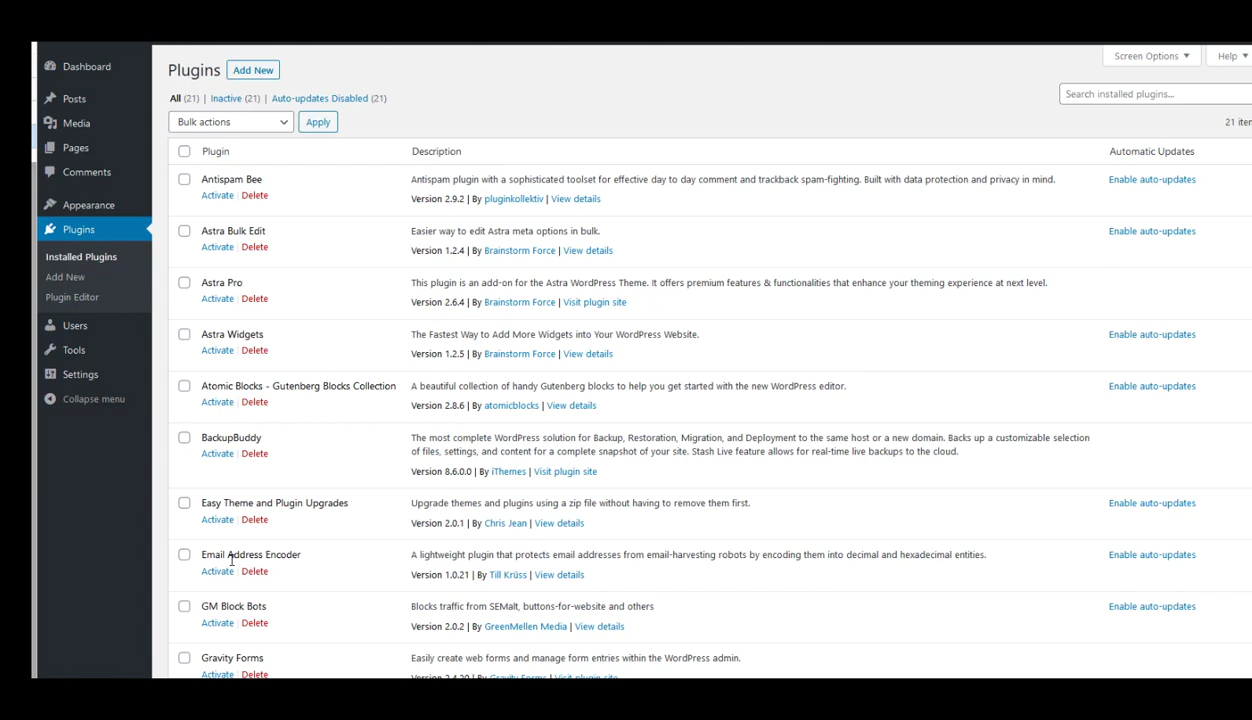 Screen Options ▼ Help ▼
Dashboard
Plugins Add New
Posts
All (21) | Inactive (21) | Auto-updates Disabled (21)
Search installed plugins...
Media
Bulk actions Apply
21
Pages
Plugin Description Automatic Updates
Comments
Antispam Bee Antispam plugin with a sophisticated toolset for effective day to day comment and trackback spam-fighting. Built with data protection and privacy in mind. Enable auto-updates
Activate | Delete Version 2.9.2 | By pluginkollektiv | View details
Appearance
Plugins
Astra Bulk Edit Easier way to edit Astra meta options in bulk. Enable auto-updates
Activate | Delete Version 1.2.4 | By Brainstorm Force | View details
Installed Plugins
Add New
Plugin Editor
Astra Pro This plugin is an add-on for the Astra WordPress Theme. It offers premium features & functionalities that enhance your theming experience at next level.
Activate | Delete Version 2.6.4 | By Brainstorm Force | Visit plugin site
Users
Astra Widgets The Fastest Way to Add More Widgets into Your WordPress Website. Enable auto-updates
Activate | Delete Version 1.2.5 | By Brainstorm Force | View details
Tools
Settings
Atomic Blocks - Gutenberg Blocks Collection A beautiful collection of handy Gutenberg blocks to help you get started with the new WordPress editor. Enable auto-updates
Activate | Delete Version 2.8.6 | By atomicblocks | View details
Collapse menu
BackupBuddy The most complete WordPress solution for Backup, Restoration, Migration, and Deployment to the same host or a new domain. Backs up a customizable selection
of files, settings, and content for a complete snapshot of your site. Stash Live feature allows for real-time live backups to the cloud.
Activate | Delete Version 8.6.0.0 | By iThemes | Visit plugin site
Easy Theme and Plugin Upgrades Upgrade themes and plugins using a zip file without having to remove them first. Enable auto-updates
Activate | Delete Version 2.0.1 | By Chris Jean | View details
Email Address Encoder A lightweight plugin that protects email addresses from email-harvesting robots by encoding them into decimal and hexadecimal entities. Enable auto-updates
Activate | Delete Version 1.0.21 | By Till Krüss | View details
GM Block Bots Blocks traffic from SEMalt, buttons-for-website and others Enable auto-updates
Activate | Delete Version 2.0.2 | By GreenMellen Media | View details
Gravity Forms Easily create web forms and manage form entries within the WordPress admin.
Activate | Delete